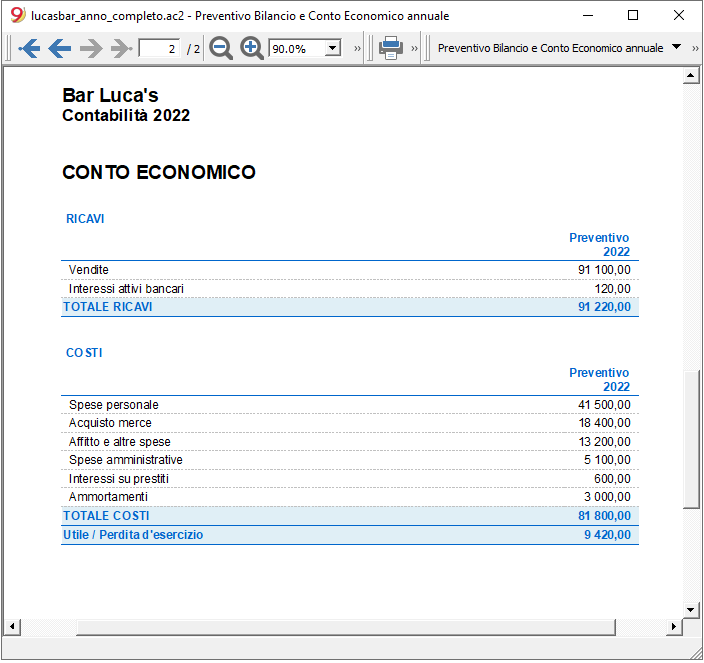 lucasbar_anno_completo.ac2 - Preventivo Bilancio e Conto Economico annuale
2 / 2 90.0% » » Preventivo Bilancio e Conto Economico annuale »
Bar Luca's
Contabilità 2022
CONTO ECONOMICO
RICAVI
Preventivo
2022
Vendite 91 100,00
Interessi attivi bancari 120,00
TOTALE RICAVI 91 220,00
COSTI
Preventivo
2022
Spese personale 41 500,00
Acquisto merce 18 400,00
Affitto e altre spese 13 200,00
Spese amministrative 5 100,00
Interessi su prestiti 600,00
Ammortamenti 3 000,00
TOTALE COSTI 81 800,00
Utile / Perdita d'esercizio 9 420,00